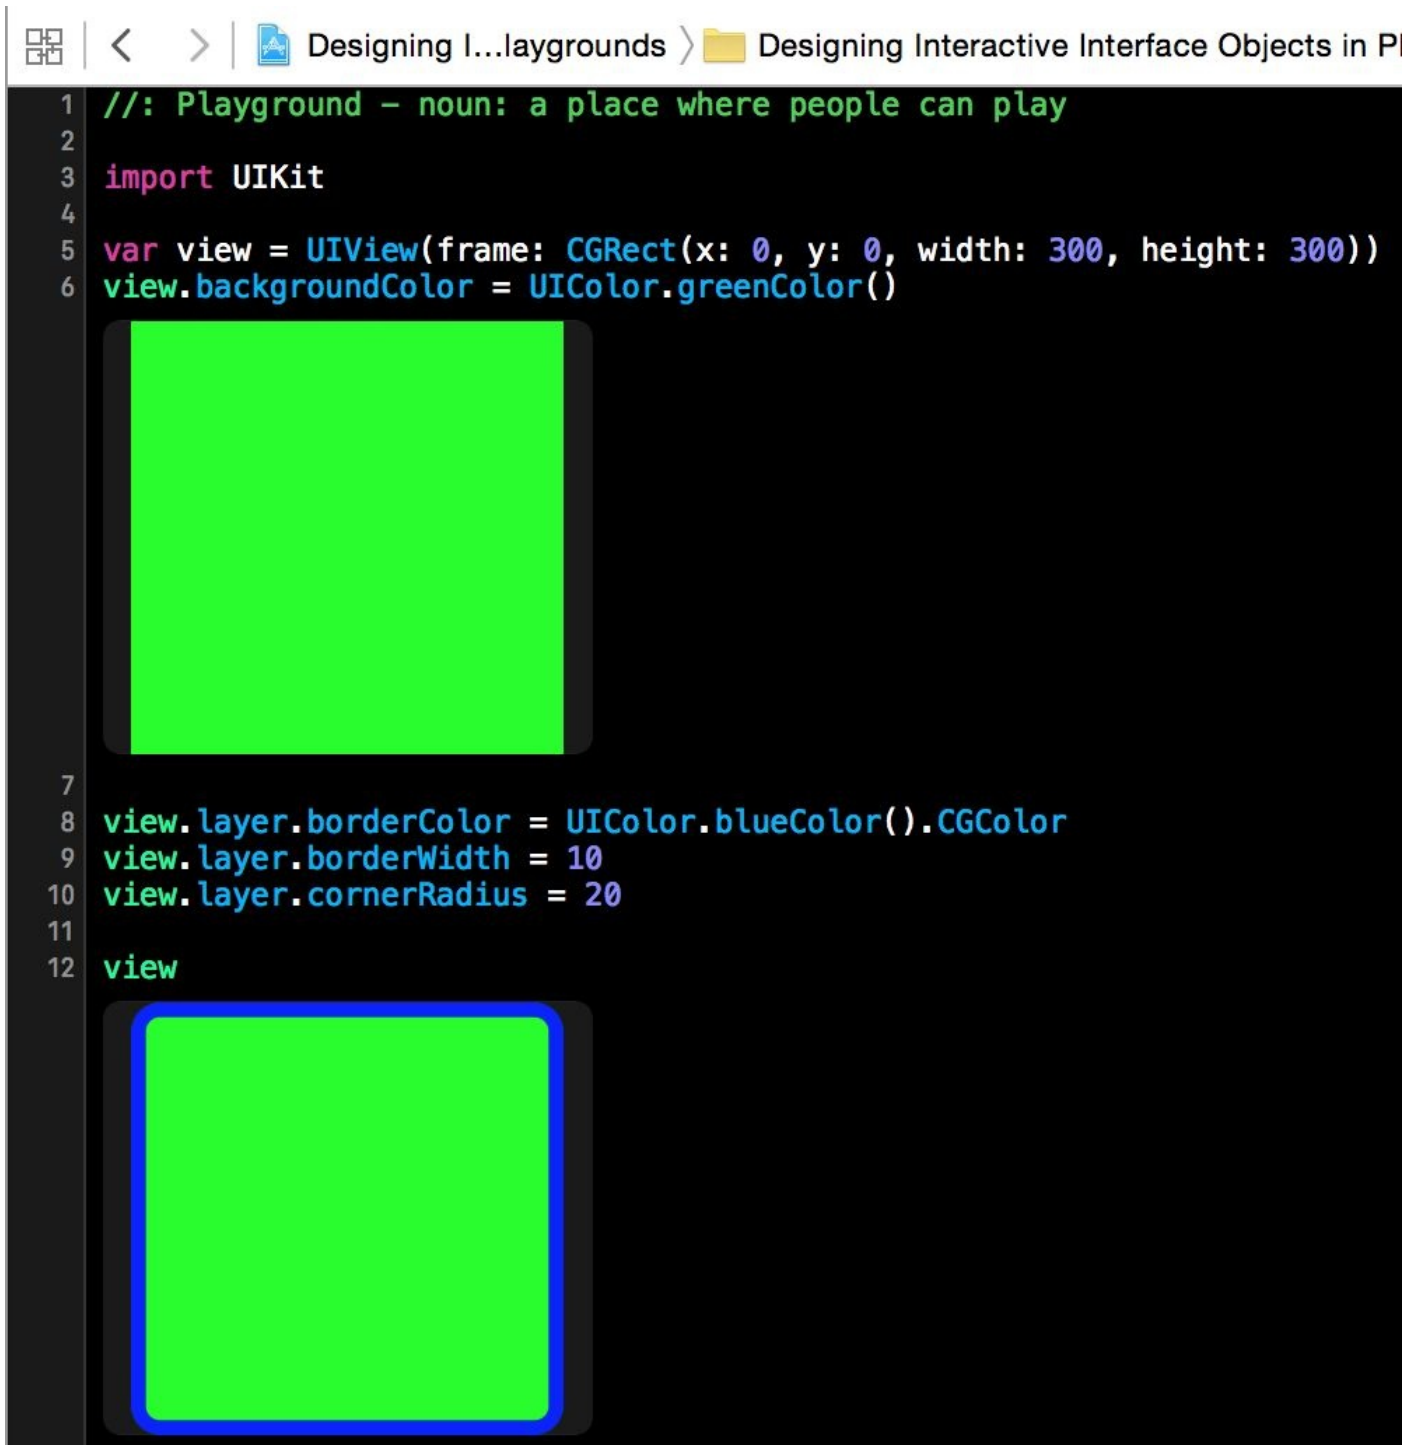 Designing I...laygrounds 〉 Designing Interactive Interface Objects in Pl
1 //: Playground – noun: a place where people can play
2
3 import UIKit
4
5 var view = UIView(frame: CGRect(x: 0, y: 0, width: 300, height: 300))
6 view.backgroundColor = UIColor.greenColor()
7
8 view.layer.borderColor = UIColor.blueColor().CGColor
9 view.layer.borderWidth = 10
10 view.layer.cornerRadius = 20
11
12 view